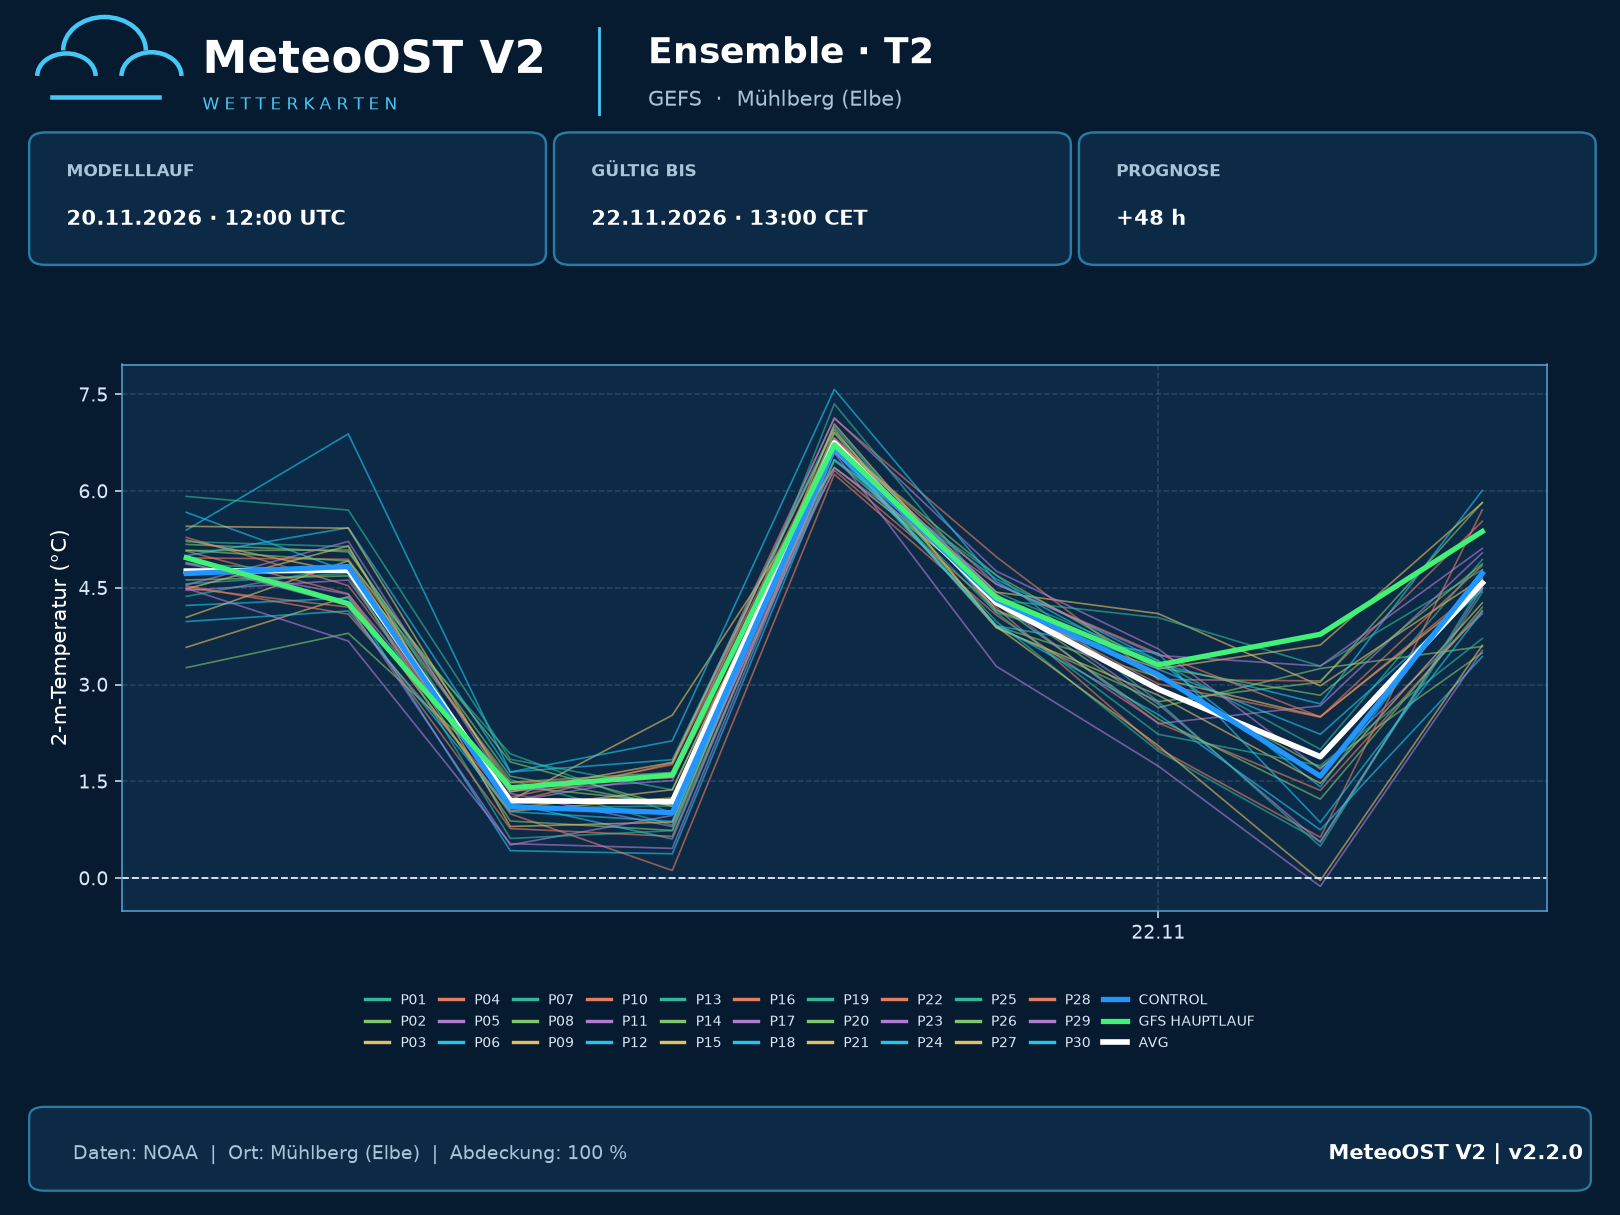 MeteoOST V2
WETTERKARTEN
Ensemble · T2
GEFS · Mühlberg (Elbe)
MODELLLAUF
20.11.2026 · 12:00 UTC
GÜLTIG BIS
22.11.2026 · 13:00 CET
PROGNOSE
+48 h
2-m-Temperatur (°C)
7.5
6.0
4.5
3.0
1.5
0.0
22.11
P01 P04 P07 P10 P13 P16 P19 P22 P25 P28 CONTROL
P02 P05 P08 P11 P14 P17 P20 P23 P26 P29 GFS HAUPTLAUF
P03 P06 P09 P12 P15 P18 P21 P24 P27 P30 AVG
Daten: NOAA | Ort: Mühlberg (Elbe) | Abdeckung: 100 %
MeteoOST V2 | v2.2.0